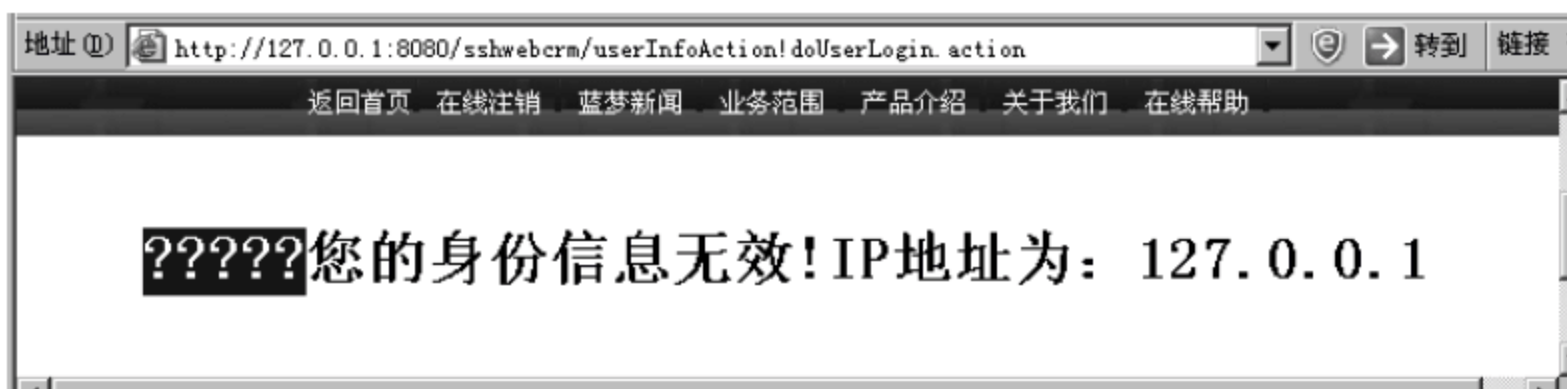 地址(D) http://127.0.0.1:8080/sshwebcrm/userInfoAction!doUserLogin.action 转到 链接
返回首页 在线注销 蓝梦新闻 业务范围 产品介绍 关于我们 在线帮助
?????您的身份信息无效!IP地址为：127.0.0.1